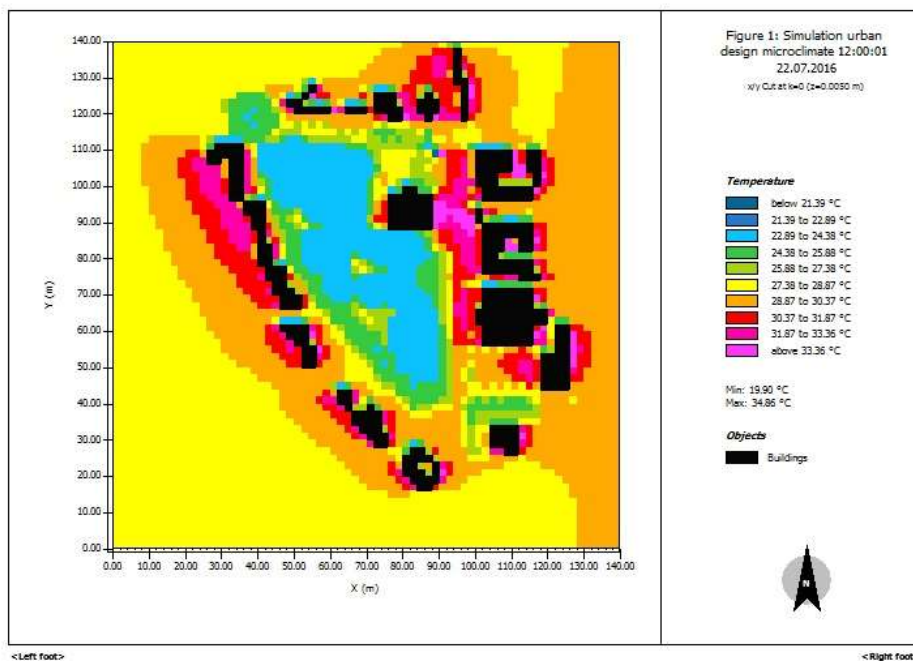 Figure 1: Simulation urban
design microclimate 12:00:01
22.07.2016
x/y Cut at k=0 (z=0.0050 m)
140.00
130.00
120.00
110.00
100.00
90.00
80.00
70.00
60.00
50.00
40.00
30.00
20.00
10.00
0.00
Y (m)
0.00 10.00 20.00 30.00 40.00 50.00 60.00 70.00 80.00 90.00 100.00 110.00 120.00 130.00 140.00
X (m)
Temperature
below 21.39 °C
21.39 to 22.89 °C
22.89 to 24.38 °C
24.38 to 25.88 °C
25.88 to 27.38 °C
27.38 to 28.87 °C
28.87 to 30.37 °C
30.37 to 31.87 °C
31.87 to 33.36 °C
above 33.36 °C
Min: 19.90 °C
Max: 34.86 °C
Objects
Buildings
N
<Left foot>
<Right foot